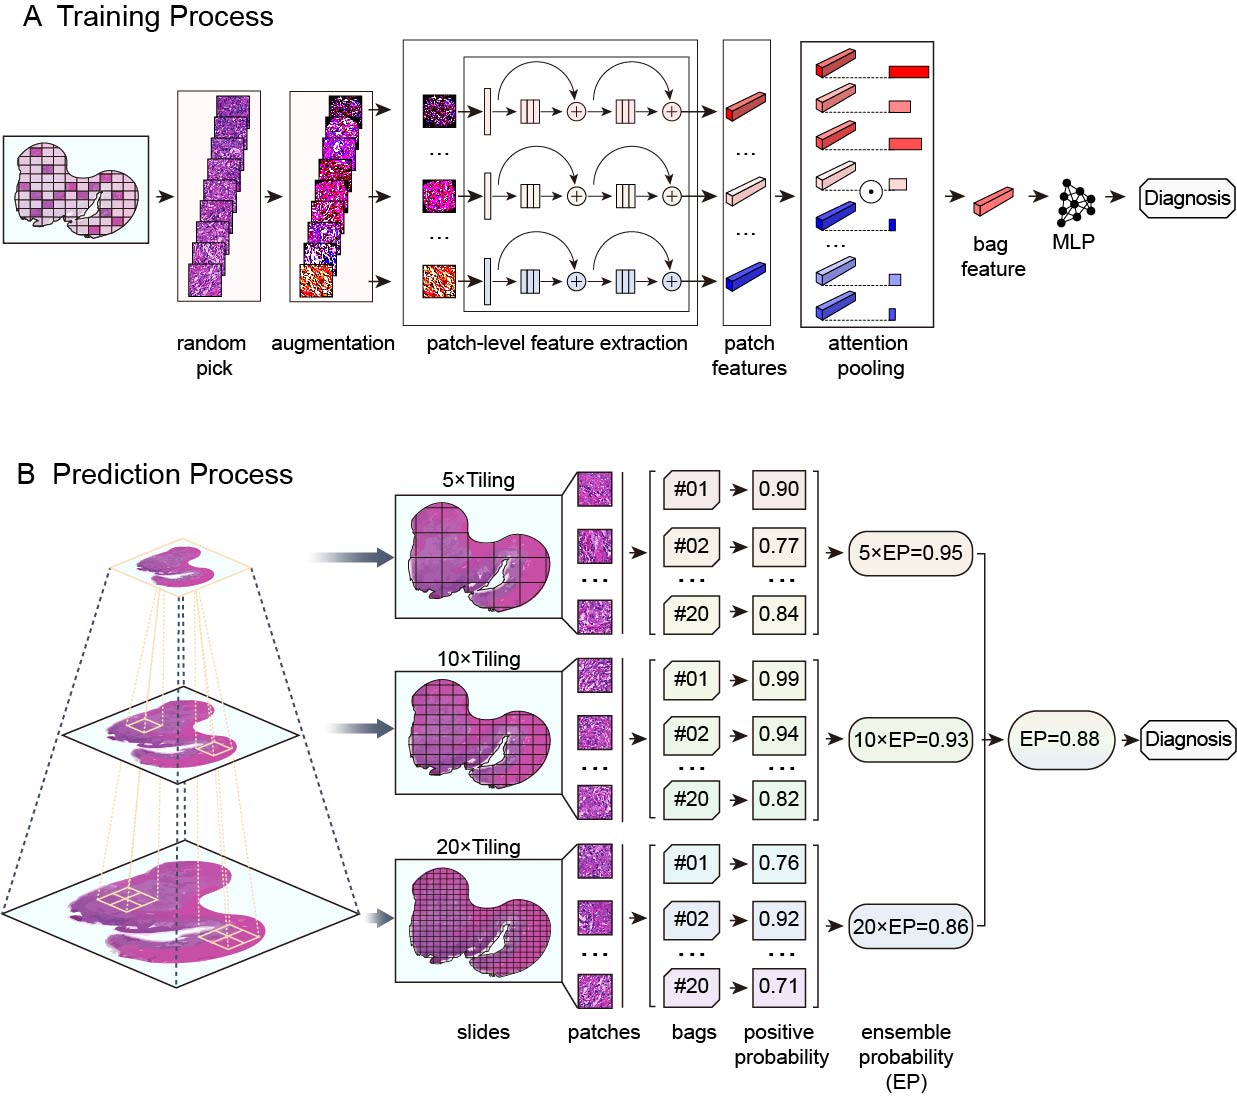 A Training Process
random
pick
augmentation
...
...
patch-level feature extraction
...
...
patch
features
...
attention
pooling
bag
feature
MLP
Diagnosis
B Prediction Process
5×Tiling
...
#01
0.90
#02
0.77
...
...
#20
0.84
5×EP=0.95
10×Tiling
...
#01
0.99
#02
0.94
...
...
#20
0.82
10×EP=0.93
EP=0.88
Diagnosis
20×Tiling
...
#01
0.76
#02
0.92
...
...
#20
0.71
20×EP=0.86
slides
patches
bags
positive
probability
ensemble
probability
(EP)